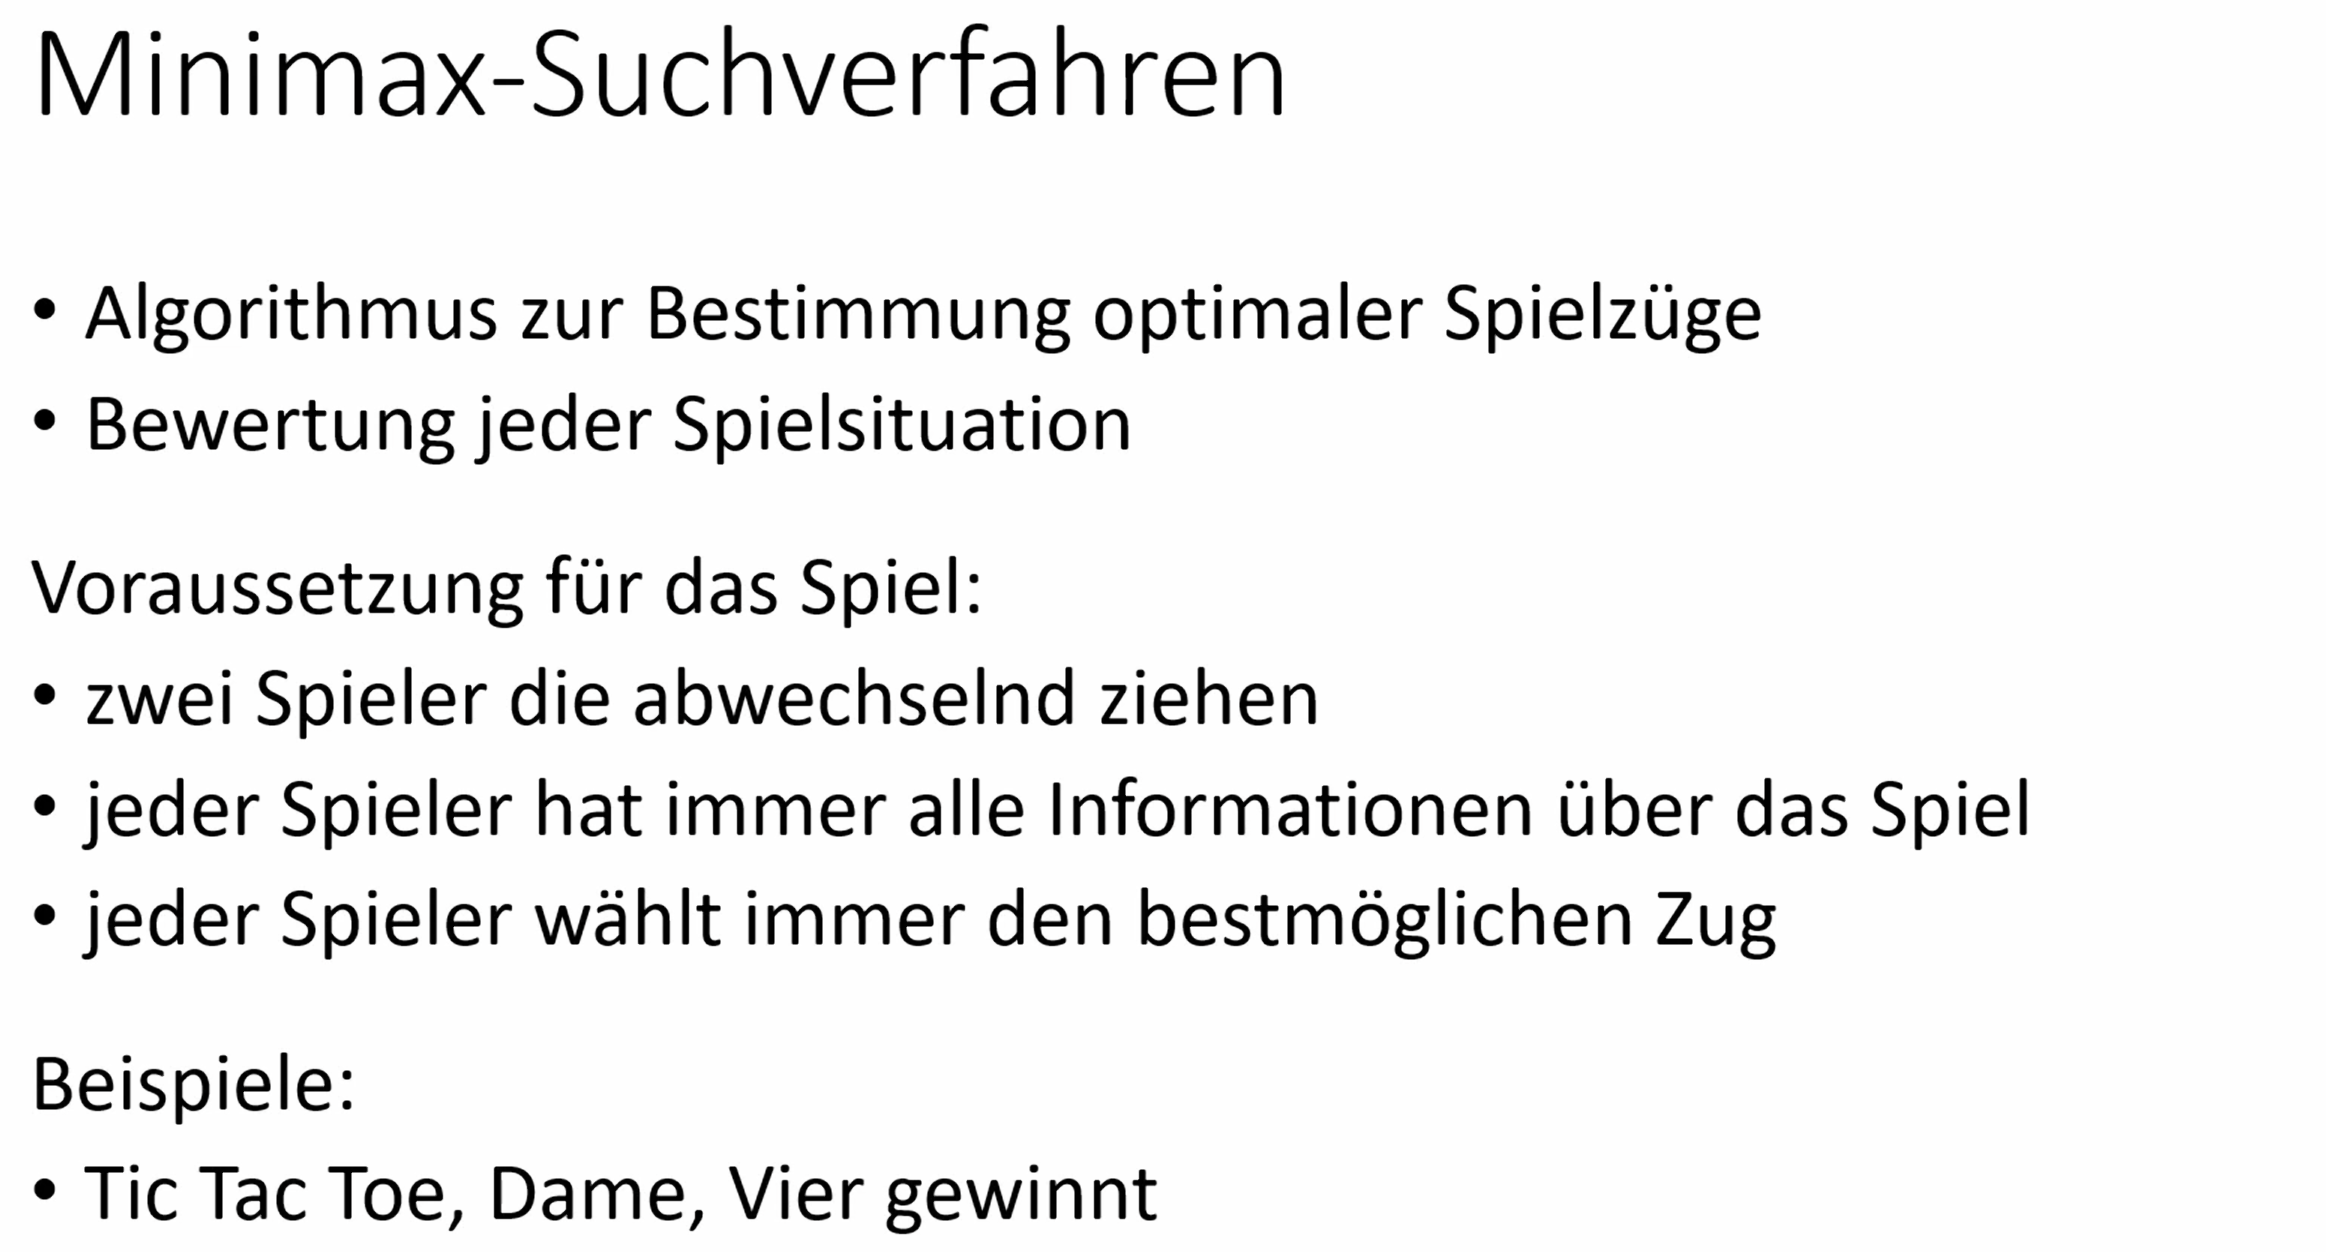 Minimax-Suchverfahren
• Algorithmus zur Bestimmung optimaler Spielzüge
• Bewertung jeder Spielsituation
Voraussetzung für das Spiel:
• zwei Spieler die abwechselnd ziehen
• jeder Spieler hat immer alle Informationen über das Spiel
• jeder Spieler wählt immer den bestmöglichen Zug
Beispiele:
• Tic Tac Toe, Dame, Vier gewinnt